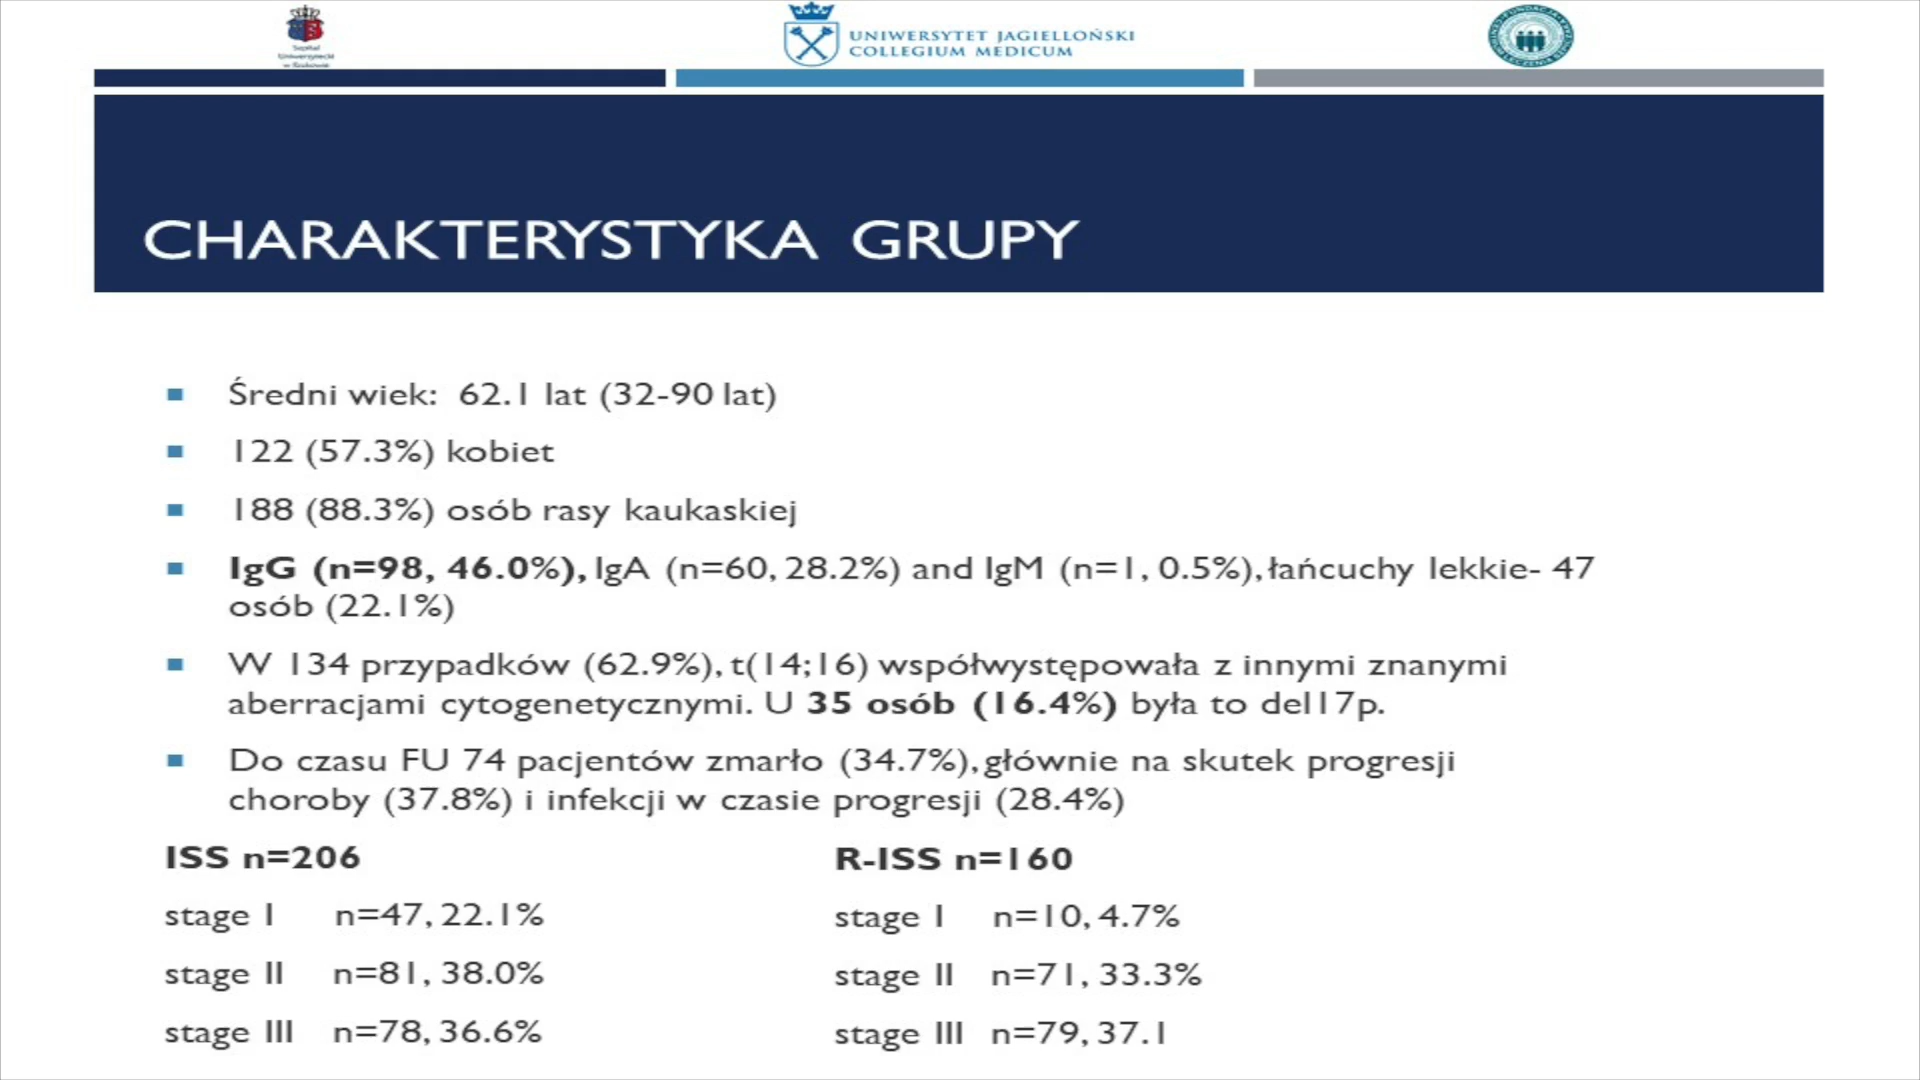 Szpital
Uniwersytecki
w Krakowie
UNIWERSYTET JAGIELLOŃSKI
COLLEGIUM MEDICUM
CHARAKTERYSTYKA GRUPY
Średni wiek: 62.1 lat (32-90 lat)
122 (57.3%) kobiet
188 (88.3%) osób rasy kaukaskiej
IgG (n=98, 46.0%), IgA (n=60, 28.2%) and IgM (n=1, 0.5%), łańcuchy lekkie- 47
osób (22.1%)
W 134 przypadków (62.9%), t(14;16) współwystępowała z innymi znanymi
aberracjami cytogenetycznymi. U 35 osób (16.4%) była to del17p.
Do czasu FU 74 pacjentów zmarło (34.7%), głównie na skutek progresji
choroby (37.8%) i infekcji w czasie progresji (28.4%)
ISS n=206
stage I n=47, 22.1%
stage II n=81, 38.0%
stage III n=78, 36.6%
R-ISS n=160
stage I n=10, 4.7%
stage II n=71, 33.3%
stage III n=79, 37.1